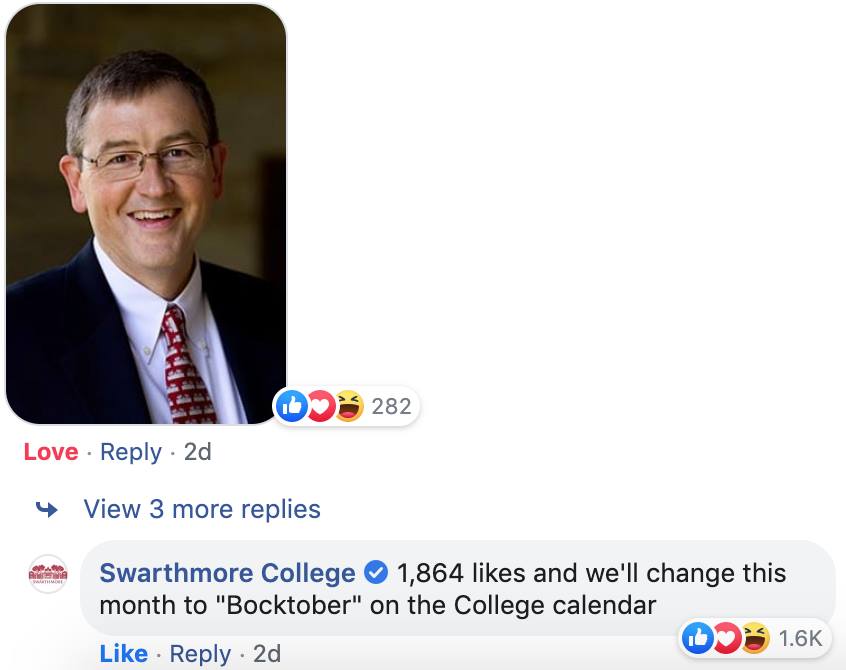 282
Love · Reply · 2d
View 3 more replies
SWARTHMORE
Swarthmore College 1,864 likes and we'll change this
month to "Bocktober" on the College calendar
1.6K
Like · Reply · 2d